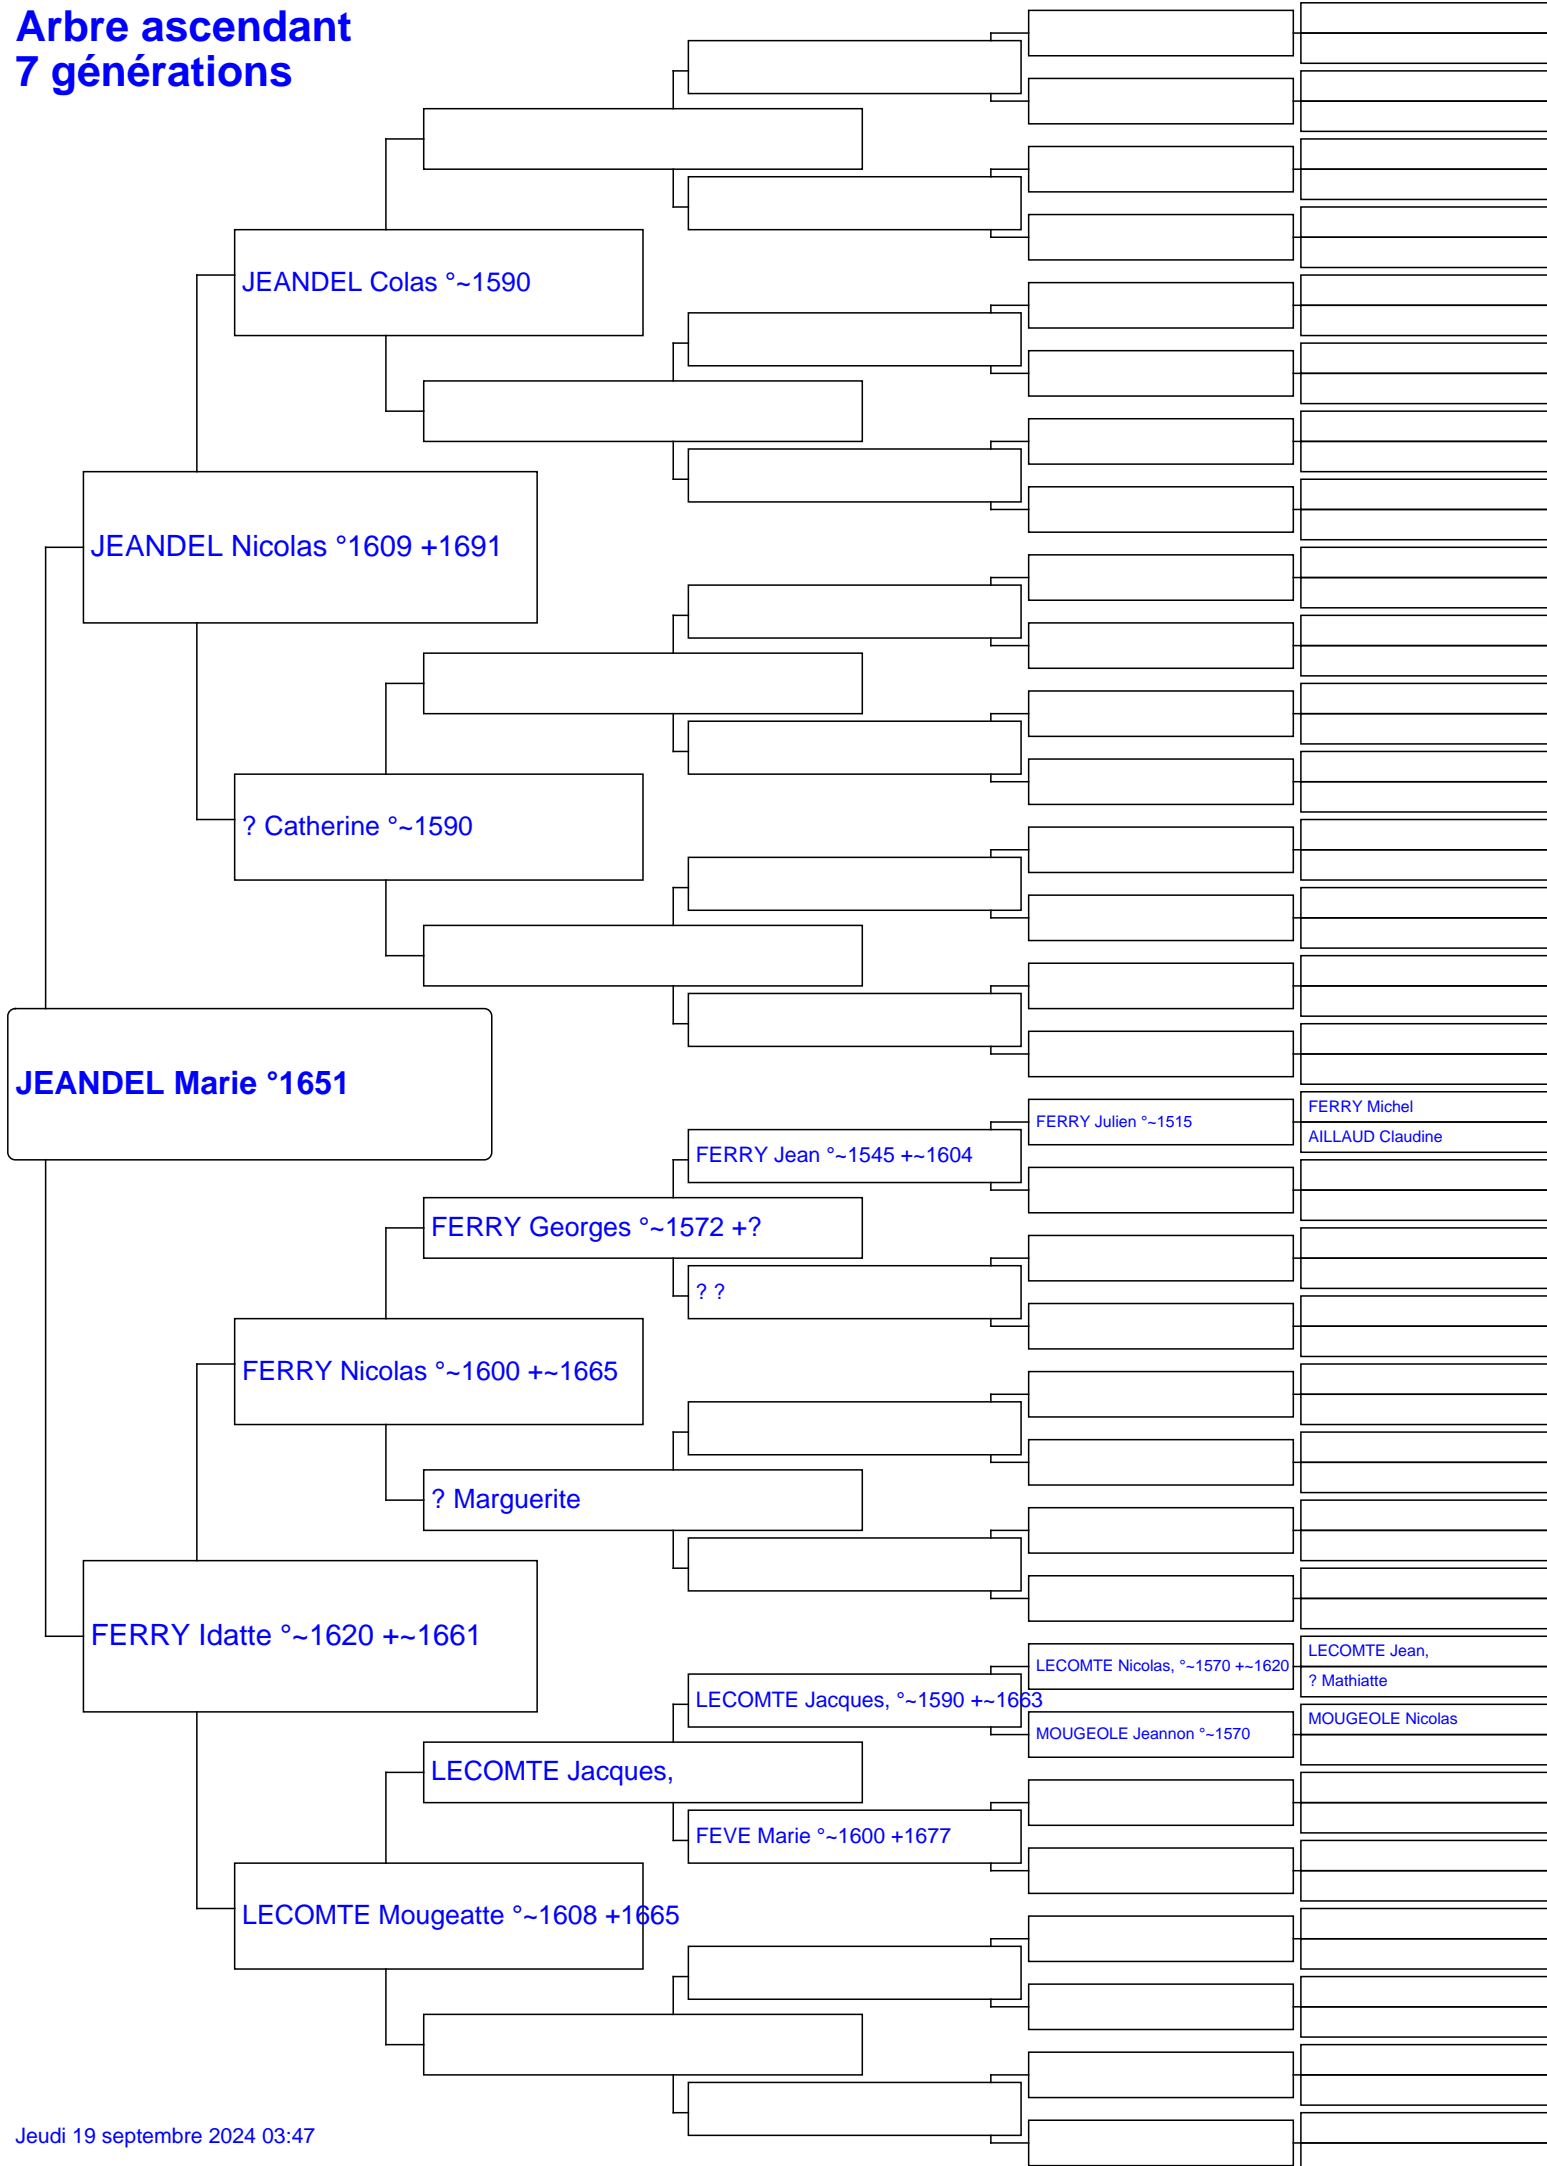 Arbre ascendant
7 générations
JEANDEL Colas °~1590
JEANDEL Nicolas °1609 +1691
? Catherine °~1590
JEANDEL Marie °1651
FERRY Michel
FERRY Julien °~1515
AILLAUD Claudine
FERRY Jean °~1545 +~1604
FERRY Georges °~1572 +?
? ?
FERRY Nicolas °~1600 +~1665
? Marguerite
FERRY Idatte °~1620 +~1661
LECOMTE Jean,
LECOMTE Nicolas, °~1570 +~1620
? Mathiatte
LECOMTE Jacques, °~1590 +~1663
MOUGEOLE Nicolas
MOUGEOLE Jeannon °~1570
LECOMTE Jacques,
FEVE Marie °~1600 +1677
LECOMTE Mougeatte °~1608 +1665
Jeudi 19 septembre 2024 03:47